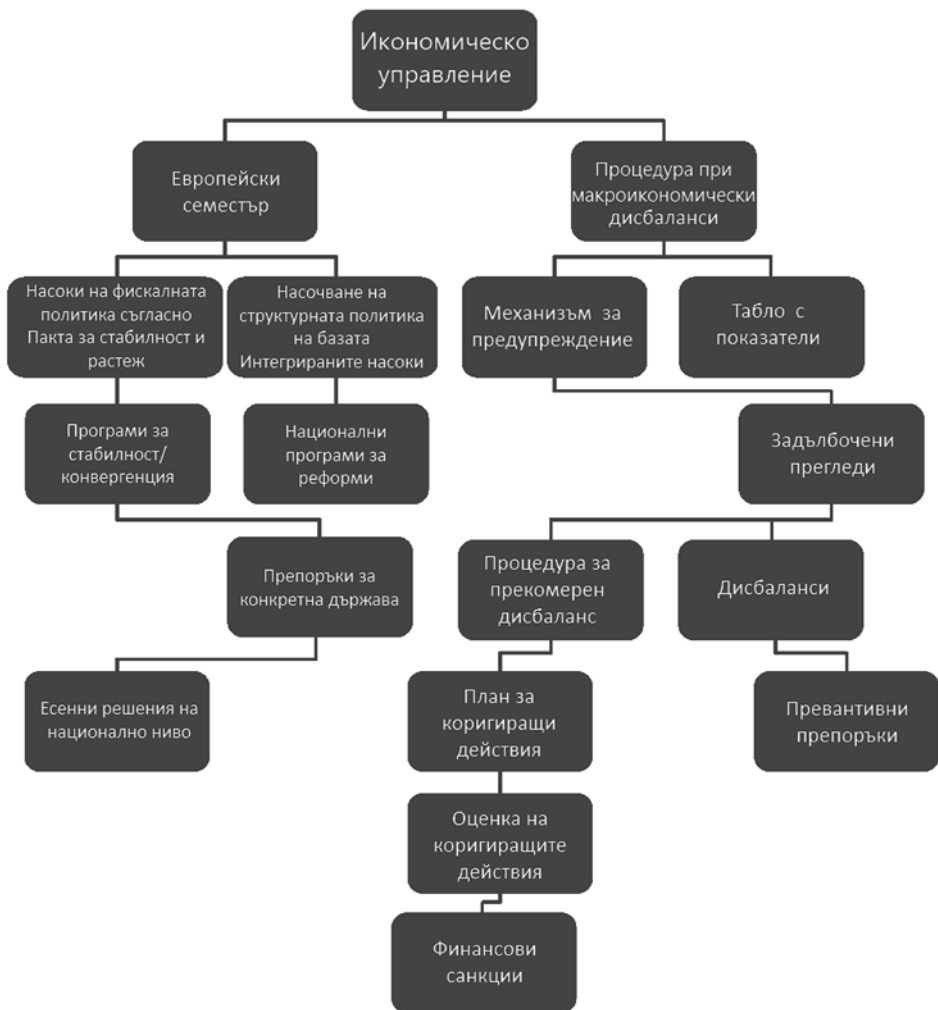 Икономическо
управление
Европейски
семестър
Процедура при
макроикономически
дисбаланси
Насоки на фискалната
политика съгласно
Пакта за стабилност и
растеж
Насочване на
структурната политика
на базата
Интегрираните насоки
Механизъм за
предупреждение
Табло с
показатели
Програми за
стабилност/
конвергенция
Национални
програми за
реформи
Задълбочени
прегледи
Препоръки за
конкретна държава
Процедура за
прекомерен
дисбаланс
Дисбаланси
Есенни решения на
национално ниво
План за
коригиращи
действия
Превантивни
препоръки
Оценка на
коригиращите
действия
Финансови
санкции